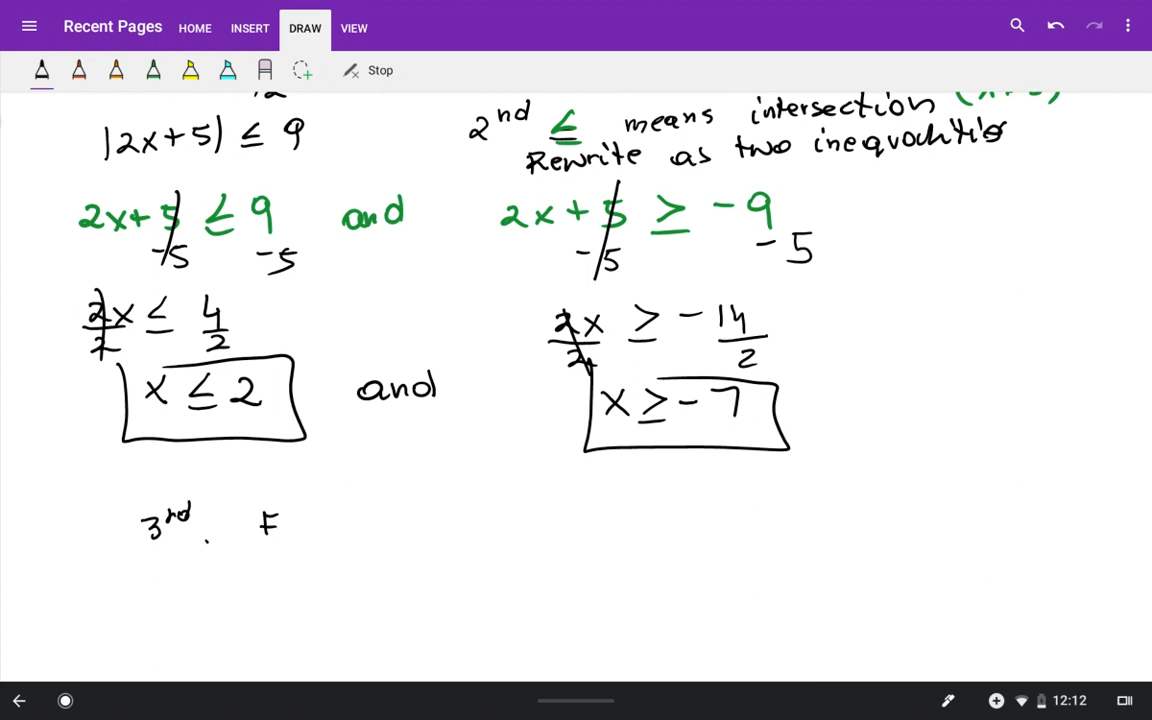 Recent Pages HOME INSERT DRAW VIEW
Stop
|2x+5| ≤ 9
2nd ≤ means intersection
Rewrite as two inequalities
2x+5 ≤ 9 and 2x+5 ≥ -9
-5 -5 -5 -5
2x ≤ 4 2x ≥ -14
2 2 2 2
x ≤ 2 and x ≥ -7
3rd. F
12:12